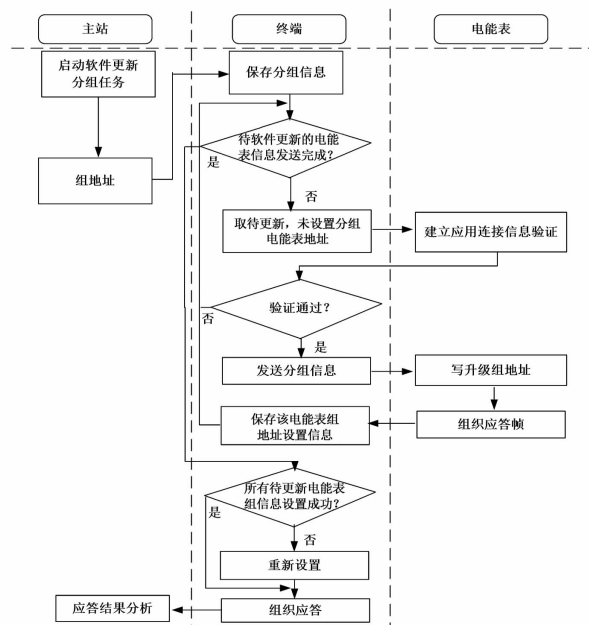 主站
终端
电能表
启动软件更新
分组任务
保存分组信息
待软件更新的电能
表信息发送完成？
是
组地址
否
取待更新，未设置分组
电能表地址
建立应用连接信息验证
验证通过？
否
是
发送分组信息
写升级组地址
保存该电能表组
地址设置信息
组织应答帧
所有待更新电能表
组信息设置成功？
是
否
重新设置
应答结果分析
组织应答